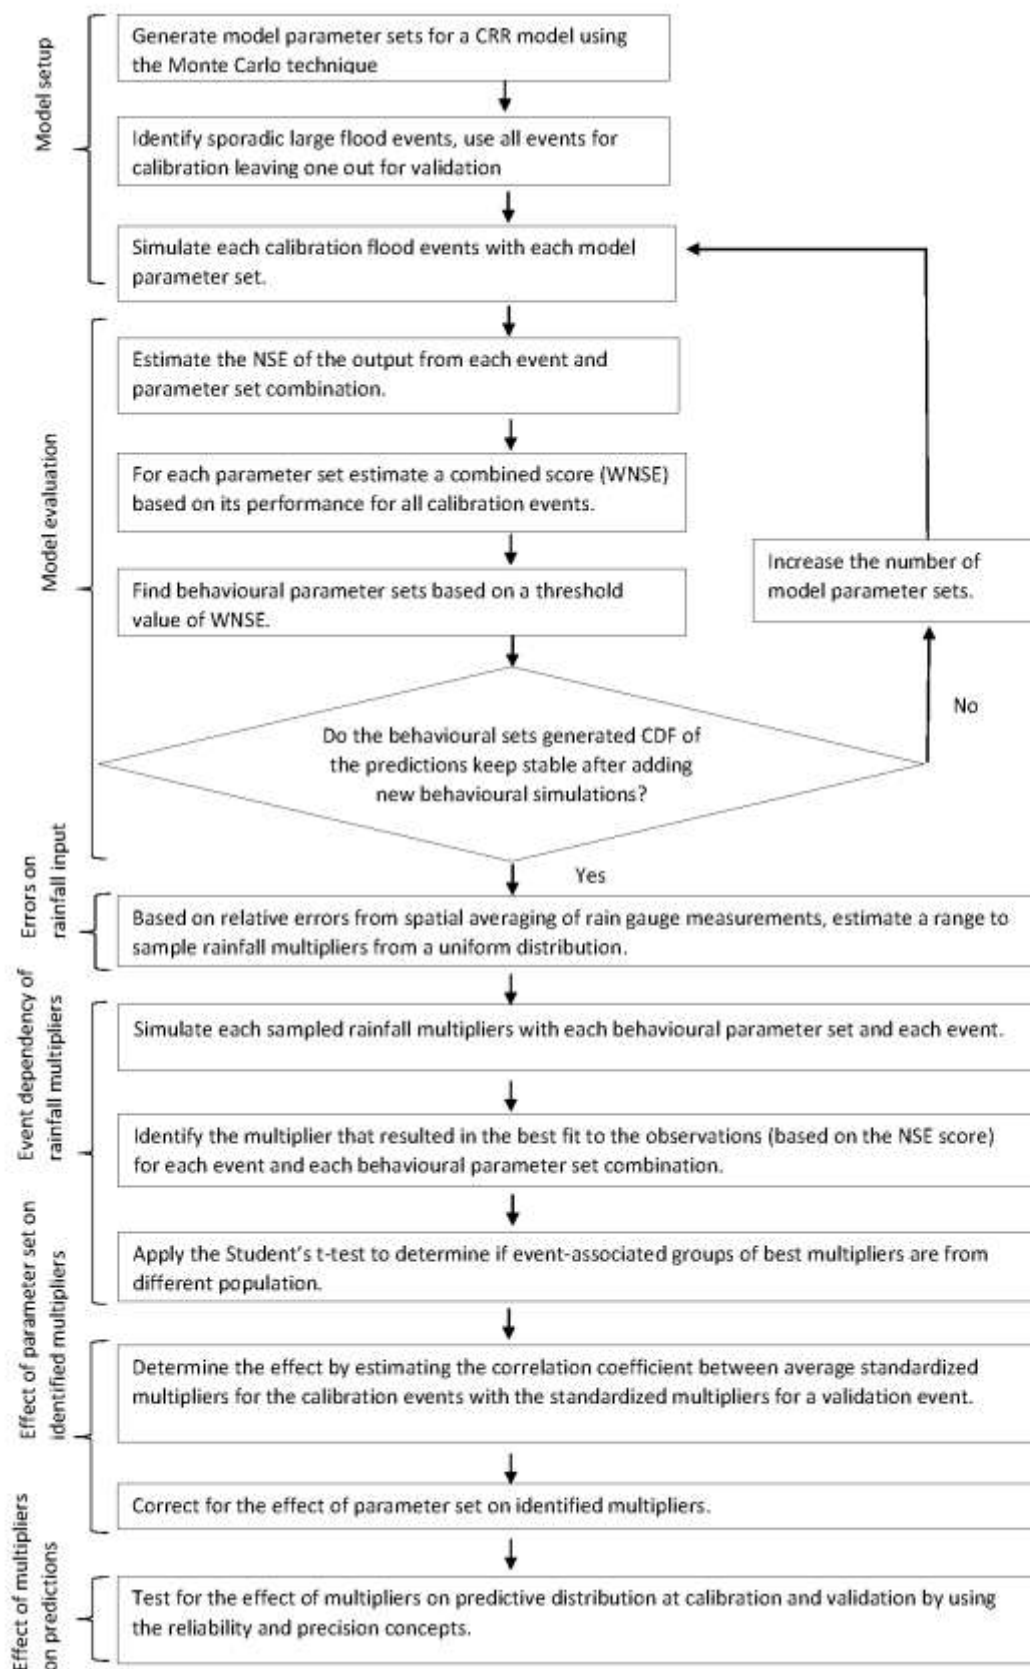 Model setup
Generate model parameter sets for a CRR model using
the Monte Carlo technique
Identify sporadic large flood events, use all events for
calibration leaving one out for validation
Simulate each calibration flood events with each model
parameter set.
Model evaluation
Estimate the NSE of the output from each event and
parameter set combination.
For each parameter set estimate a combined score (WNSE)
based on its performance for all calibration events.
Find behavioural parameter sets based on a threshold
value of WNSE.
Increase the number of
model parameter sets.
No
Do the behavioural sets generated CDF of
the predictions keep stable after adding
new behavioural simulations?
Yes
Errors on
rainfall input
Based on relative errors from spatial averaging of rain gauge measurements, estimate a range to
sample rainfall multipliers from a uniform distribution.
Event dependency of
rainfall multipliers
Simulate each sampled rainfall multipliers with each behavioural parameter set and each event.
Identify the multiplier that resulted in the best fit to the observations (based on the NSE score)
for each event and each behavioural parameter set combination.
Apply the Student's t-test to determine if event-associated groups of best multipliers are from
different population.
Effect of parameter set on
identified multipliers
Determine the effect by estimating the correlation coefficient between average standardized
multipliers for the calibration events with the standardized multipliers for a validation event.
Correct for the effect of parameter set on identified multipliers.
Effect of multipliers
on predictions
Test for the effect of multipliers on predictive distribution at calibration and validation by using
the reliability and precision concepts.